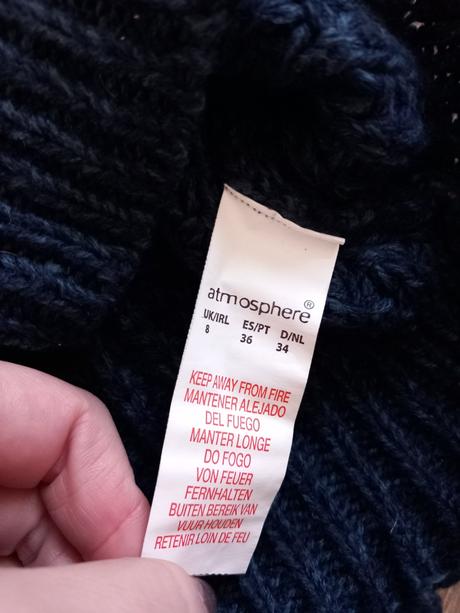 atmosphere®
UK/IRL ES/PT D/NL
8 36 34
KEEP AWAY FROM FIRE
MANTENER ALEJADO
DEL FUEGO
MANTER LONGE
DO FOGO
VON FEUER
FERNHALTEN
BUITEN BEREIK VAN
VUUR HOUDEN
RETENIR LOIN DE FEU